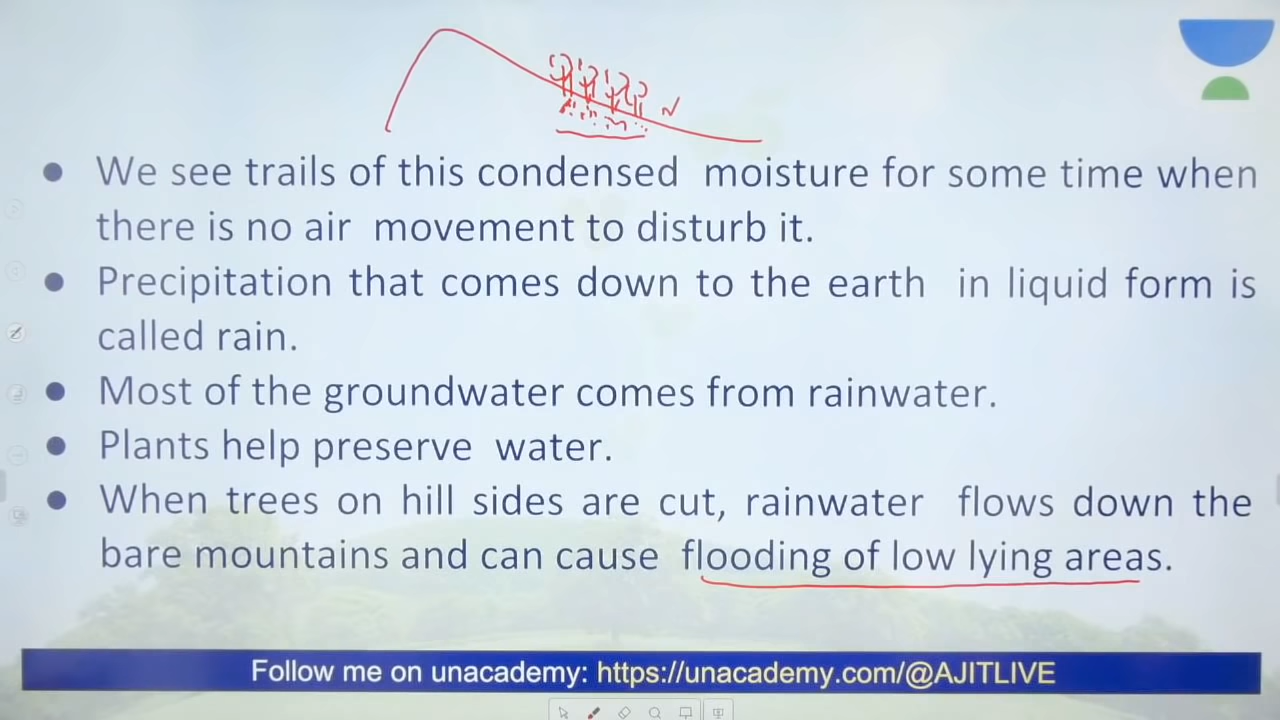 We see trails of this condensed moisture for some time when
there is no air movement to disturb it.
Precipitation that comes down to the earth in liquid form is
called rain.
Most of the groundwater comes from rainwater.
Plants help preserve water.
When trees on hill sides are cut, rainwater flows down the
bare mountains and can cause flooding of low lying areas.
Follow me on unacademy: https://unacademy.com/@AJITLIVE